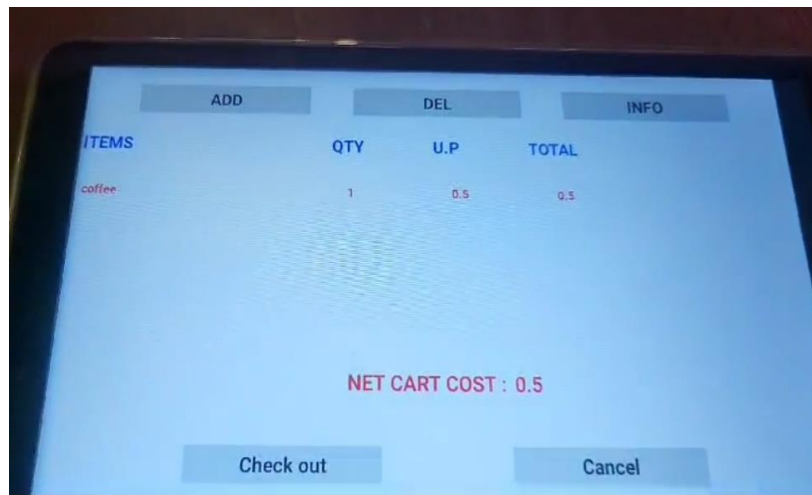 ADD DEL INFO
ITEMS QTY U.P TOTAL
coffee 1 0.5 0.5
NET CART COST : 0.5
Check out Cancel